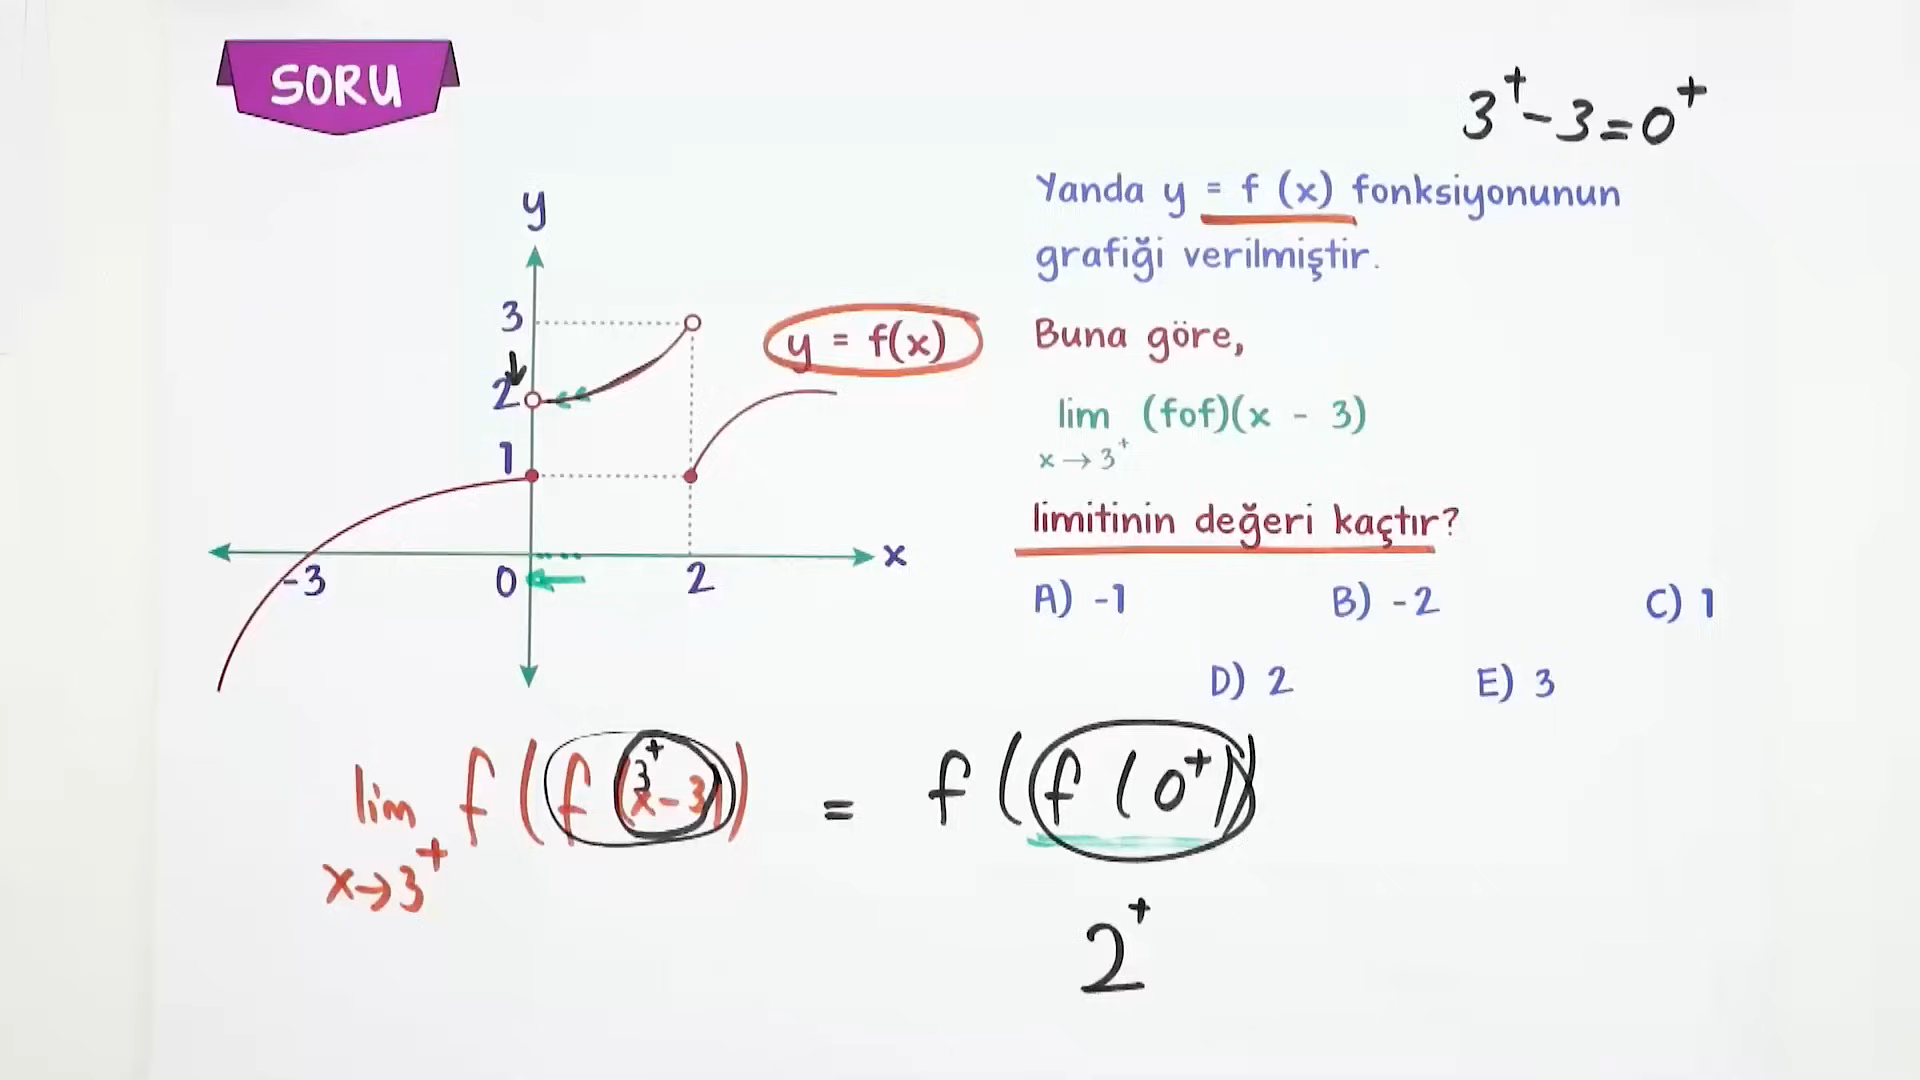 SORU
3⁺-3=0⁺
Yanda y = f (x) fonksiyonunun
grafiği verilmiştir.
Buna göre,
lim (fof)(x - 3)
x → 3⁺
limitinin değeri kaçtır?
A) -1 B) -2 C) 1
D) 2 E) 3
y
3
y = f(x)
2
1
x
-3 0 2
lim f(f(x-3)) = f(f(0⁺))
3⁺
x→3⁺
2⁺